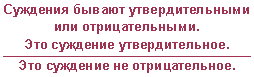 Суждения бывают утвердительными
или отрицательными.
Это суждение утвердительное.
Это суждение не отрицательное.